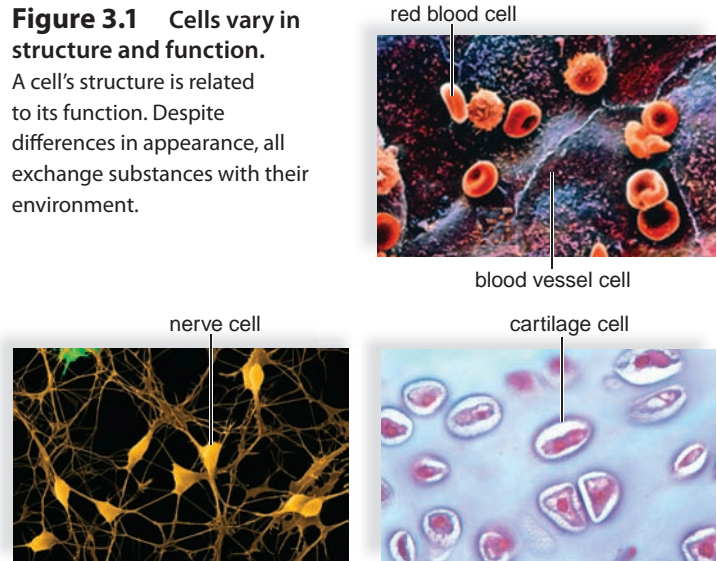 Figure 3.1 Cells vary in
structure and function.
A cell's structure is related
to its function. Despite
differences in appearance, all
exchange substances with their
environment.
red blood cell
blood vessel cell
nerve cell
cartilage cell